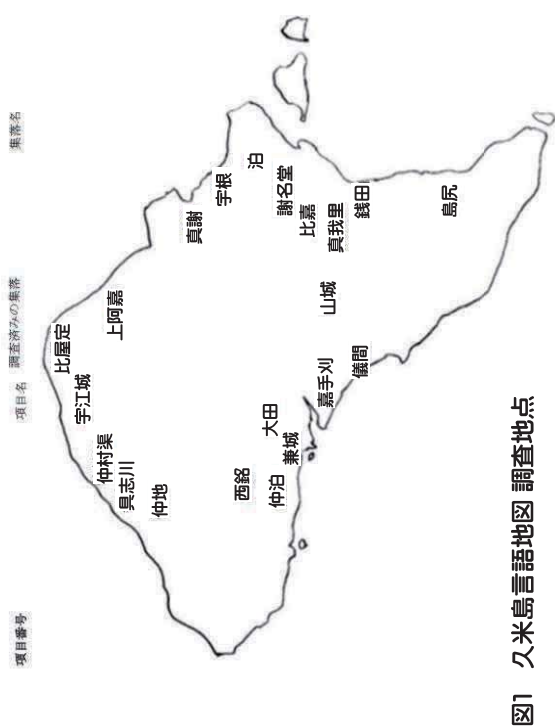 項目番号
項目名 調査済みの集落
集落名
比屋定
宇江城
上阿嘉
仲村渠
具志川
仲地
真謝
宇根
泊
謝名堂
比嘉
真我里
銭田
島尻
山城
儀間
嘉手刈
大田
兼城
西銘
仲泊
図1 久米島言語地図 調査地点